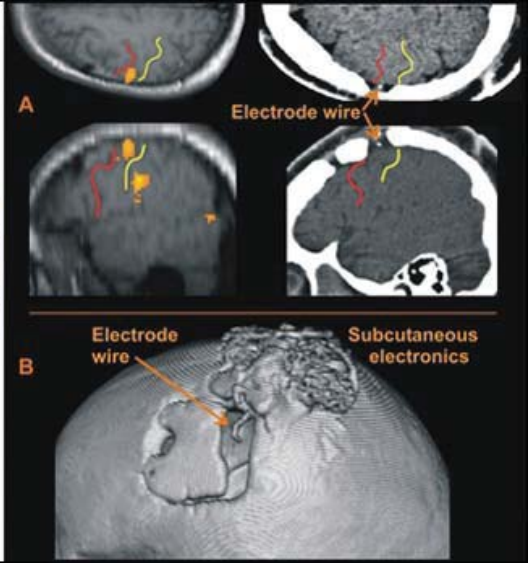 A
Electrode wire
B
Electrode
wire
Subcutaneous
electronics